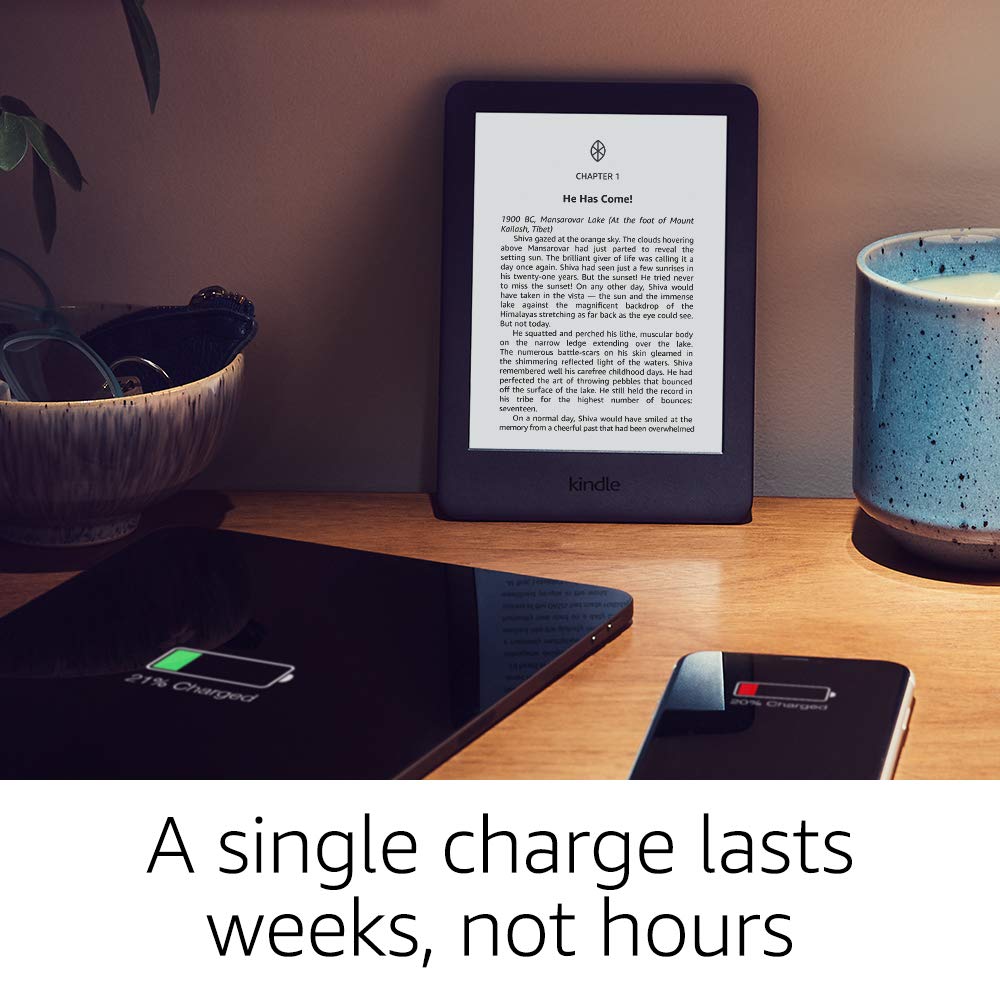 CHAPTER 1
He Has Come!
1900 BC, Mansarovar Lake (At the foot of Mount
Kailash, Tibet)
Shiva gazed at the orange sky. The clouds hovering
above Mansarovar had just parted to reveal the
setting sun. The brilliant giver of life was calling it a
day once again. Shiva had seen just a few sunrises in
his twenty-one years. But the sunset! He tried never
to miss the sunset! On any other day, Shiva would
have taken in the vista — the sun and the immense
lake against the magnificent backdrop of the
Himalayas stretching as far back as the eye could see.
But not today.
He squatted and perched his lithe, muscular body
on the narrow ledge extending over the lake.
The numerous battle-scars on his skin gleamed in
the shimmering reflected light of the waters. Shiva
remembered well his carefree childhood days. He had
perfected the art of throwing pebbles that bounced
off the surface of the lake. He still held the record in
his tribe for the highest number of bounces:
seventeen.
On a normal day, Shiva would have smiled at the
memory from a cheerful past that had been overwhelmed
kindle
21% Charged
20% Charged
A single charge lasts
weeks, not hours